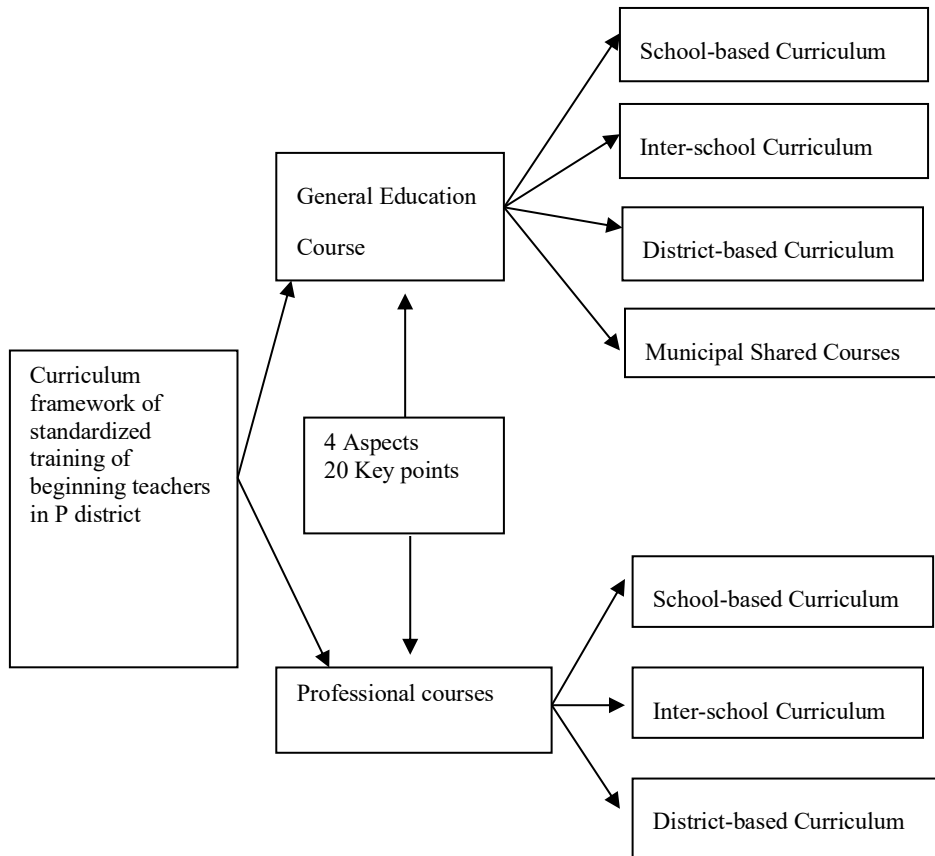 School-based Curriculum
Inter-school Curriculum
General Education
Course
District-based Curriculum
Municipal Shared Courses
Curriculum
framework of
standardized
training of
beginning teachers
in P district
4 Aspects
20 Key points
School-based Curriculum
Professional courses
Inter-school Curriculum
District-based Curriculum